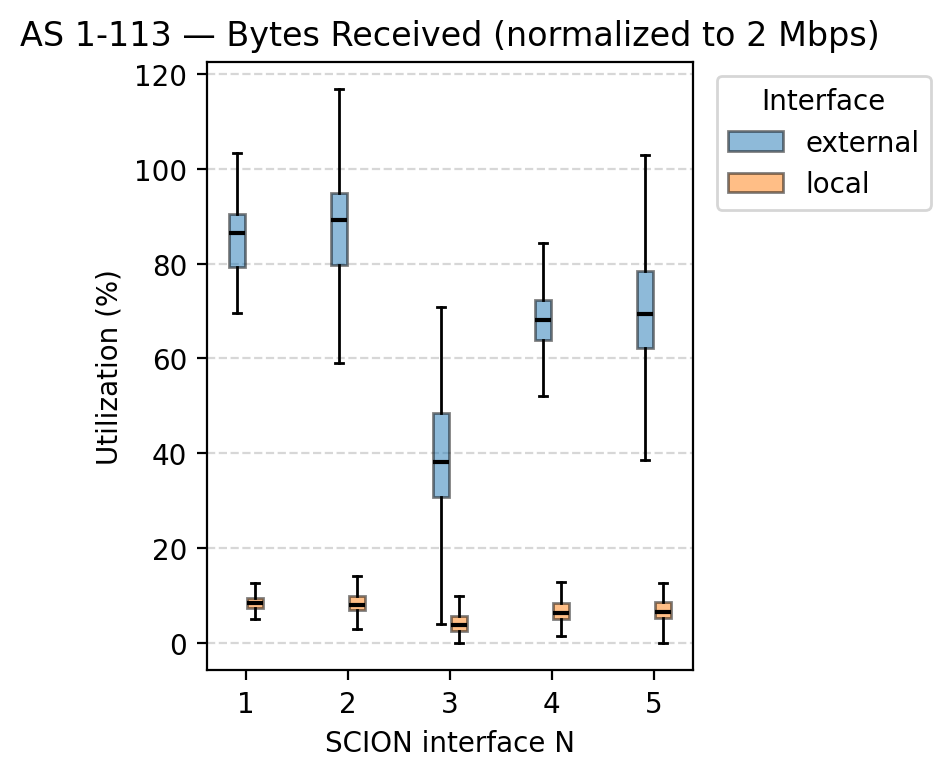 AS 1-113 — Bytes Received (normalized to 2 Mbps)
120
100
80
60
40
20
0
Utilization (%)
1 2 3 4 5
SCION interface N
Interface
external
local